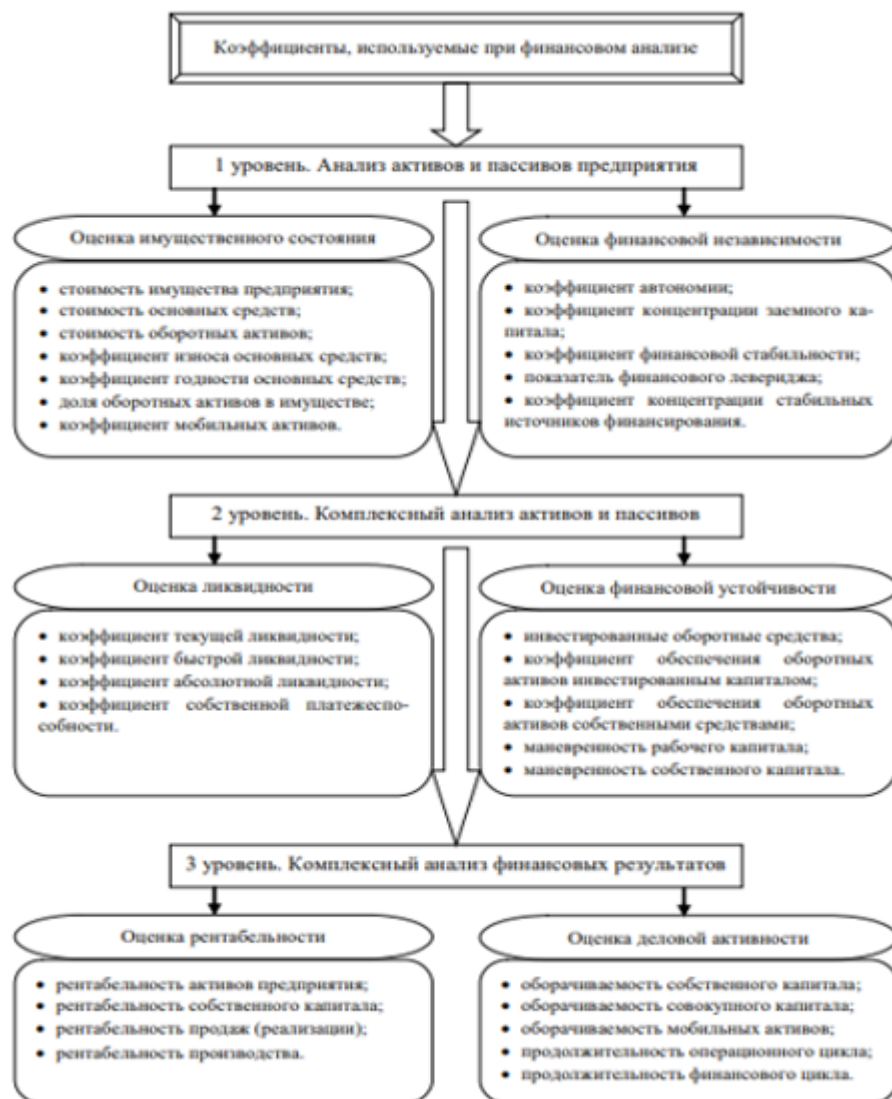 Коэффициенты, используемые при финансовом анализе
1 уровень. Анализ активов и пассивов предприятия
Оценка имущественного состояния
• стоимость имущества предприятия;
• стоимость основных средств;
• стоимость оборотных активов;
• коэффициент износа основных средств;
• коэффициент годности основных средств;
• доля оборотных активов в имуществе;
• коэффициент мобильных активов.
Оценка финансовой независимости
• коэффициент автономии;
• коэффициент концентрации заемного ка-
питала;
• коэффициент финансовой стабильности;
• показатель финансового левериджа;
• коэффициент концентрации стабильных
источников финансирования.
2 уровень. Комплексный анализ активов и пассивов
Оценка ликвидности
• коэффициент текущей ликвидности;
• коэффициент быстрой ликвидности;
• коэффициент абсолютной ликвидности;
• коэффициент собственной платежеспо-
собности.
Оценка финансовой устойчивости
• инвестированные оборотные средства;
• коэффициент обеспечения оборотных
активов инвестированным капиталом;
• коэффициент обеспечения оборотных
активов собственными средствами;
• маневренность рабочего капитала;
• маневренность собственного капитала.
3 уровень. Комплексный анализ финансовых результатов
Оценка рентабельности
• рентабельность активов предприятия;
• рентабельность собственного капитала;
• рентабельность продаж (реализации);
• рентабельность производства.
Оценка деловой активности
• оборачиваемость собственного капитала;
• оборачиваемость совокупного капитала;
• оборачиваемость мобильных активов;
• продолжительность операционного цикла;
• продолжительность финансового цикла.